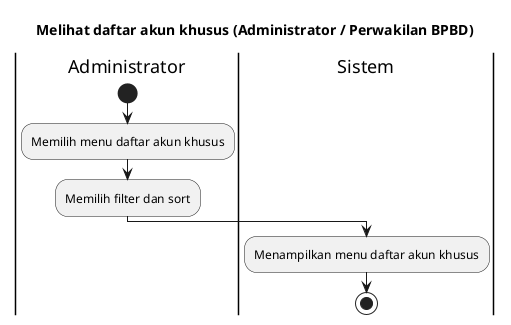 Melihat daftar akun khusus (Administrator / Perwakilan BPBD)
Administrator
Sistem
Memilih menu daftar akun khusus
Memilih filter dan sort
Menampilkan menu daftar akun khusus